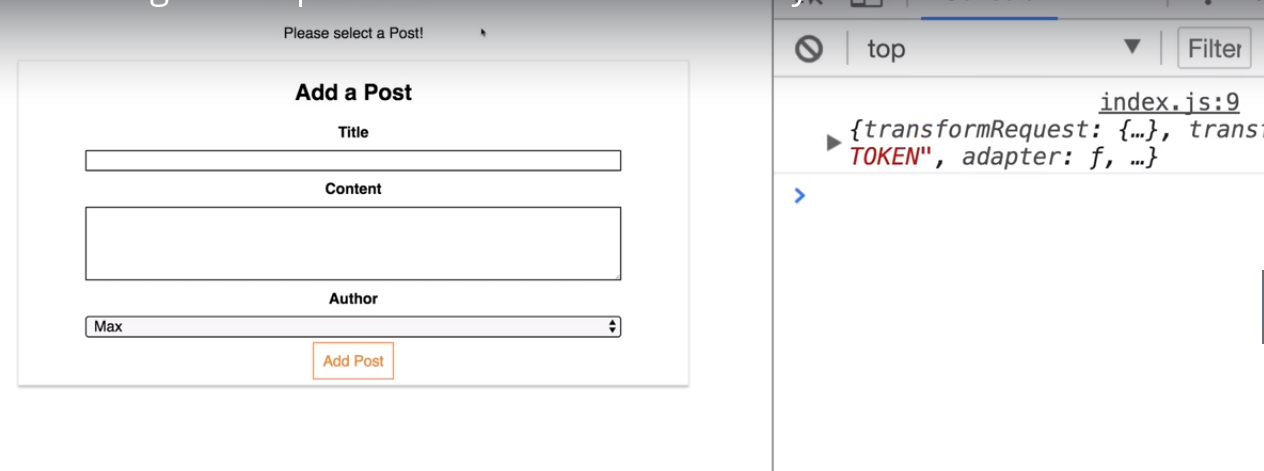 Please select a Post!
Add a Post
Title
Content
Author
Max
Add Post
top
Filter
index.js:9
{transformRequest: {…}, transf
TOKEN", adapter: f, …}